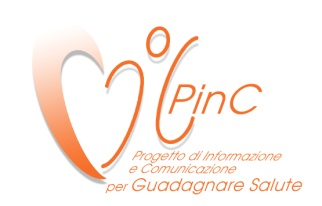 PinC
Progetto di Informazione
e Comunicazione
per Guadagnare Salute